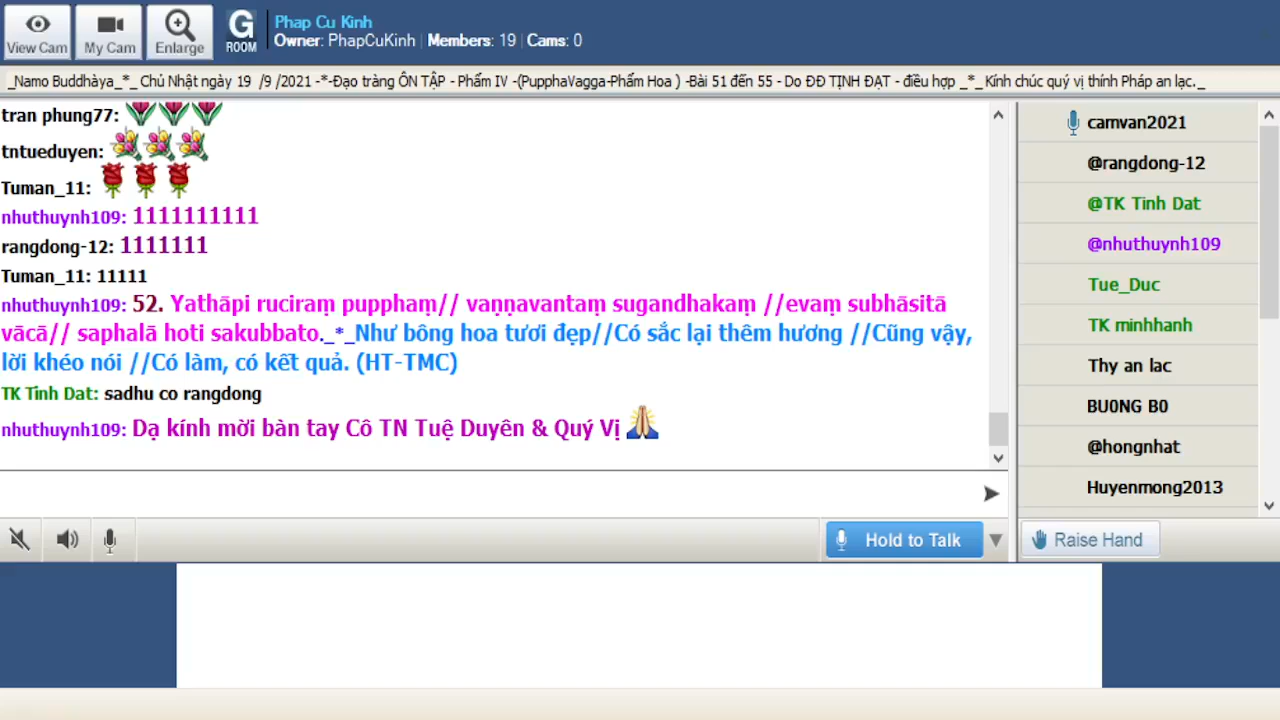 View Cam
My Cam
Enlarge
G
ROOM
Phap Cu Kinh
Owner: PhapCuKinh | Members: 19 | Cams: 0
_Namo Buddhàya_*_ Chủ Nhật ngày 19 /9 /2021 -*-Đạo tràng ÔN TẬP - Phẩm IV -(PupphaVagga-Phẩm Hoa ) -Bài 51 đến 55 - Do ĐĐ TỊNH ĐẠT - điều hợp _*_ Kính chúc quý vị thính Pháp an lạc._
tran phung77:
tntueduyen:
Tuman_11:
nhuthuynh109: 1111111111
rangdong-12: 1111111
Tuman_11: 11111
nhuthuynh109: 52. Yathāpi ruciraṃ pupphaṃ// vaṇṇavantaṃ sugandhakaṃ //evaṃ subhāsitā
vācā// saphalā hoti sakubbato._*_Như bông hoa tươi đẹp//Có sắc lại thêm hương //Cũng vậy,
lời khéo nói //Có làm, có kết quả. (HT-TMC)
TK Tinh Dat: sadhu co rangdong
nhuthuynh109: Dạ kính mời bàn tay Cô TN Tuệ Duyên & Quý Vị
camvan2021
@rangdong-12
@TK Tinh Dat
@nhuthuynh109
Tue_Duc
TK minhhanh
Thy an lac
BU0NG B0
@hongnhat
Huyenmong2013
Hold to Talk
Raise Hand